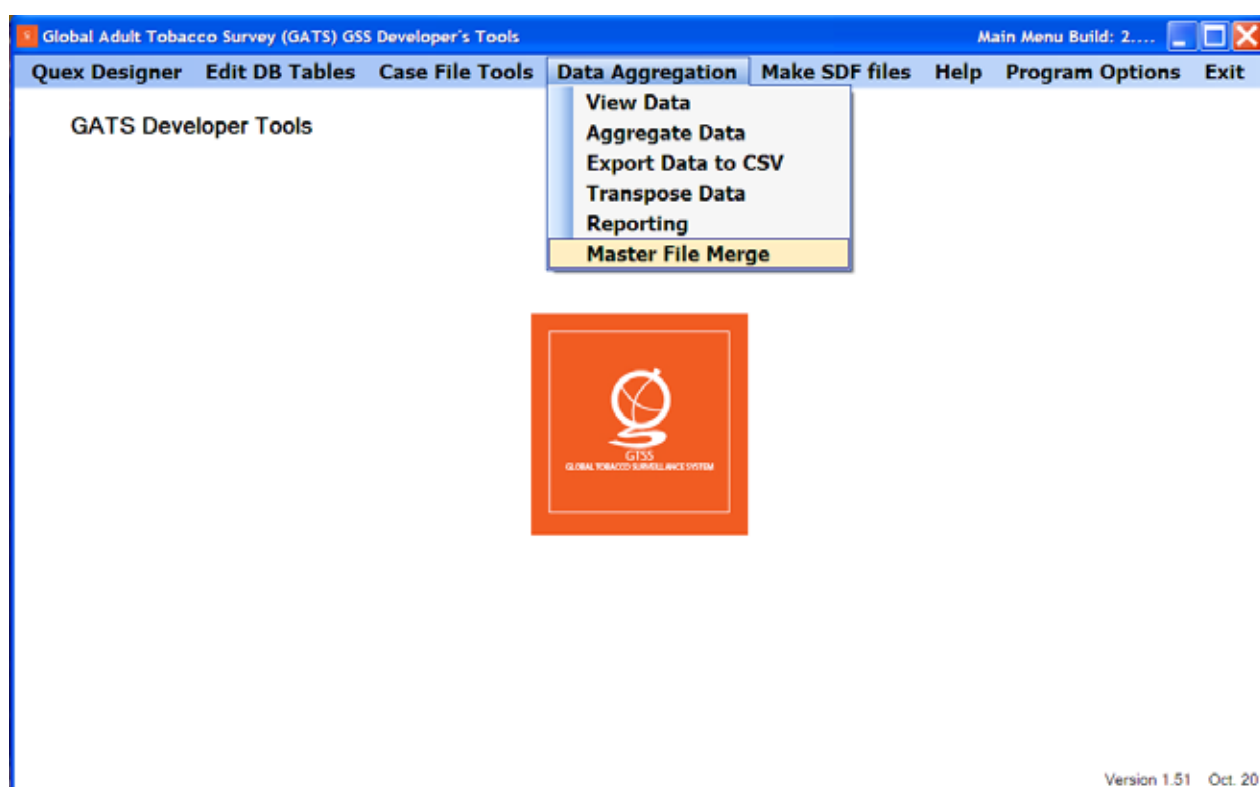 Global Adult Tobacco Survey (GATS) GSS Developer's Tools Main Menu Build: 2....
Quex Designer Edit DB Tables Case File Tools Data Aggregation Make SDF files Help Program Options Exit
View Data
GATS Developer Tools
Aggregate Data
Export Data to CSV
Transpose Data
Reporting
Master File Merge
GTSS
GLOBAL TOBACCO SURVEILLANCE SYSTEM
Version 1.51 Oct. 20